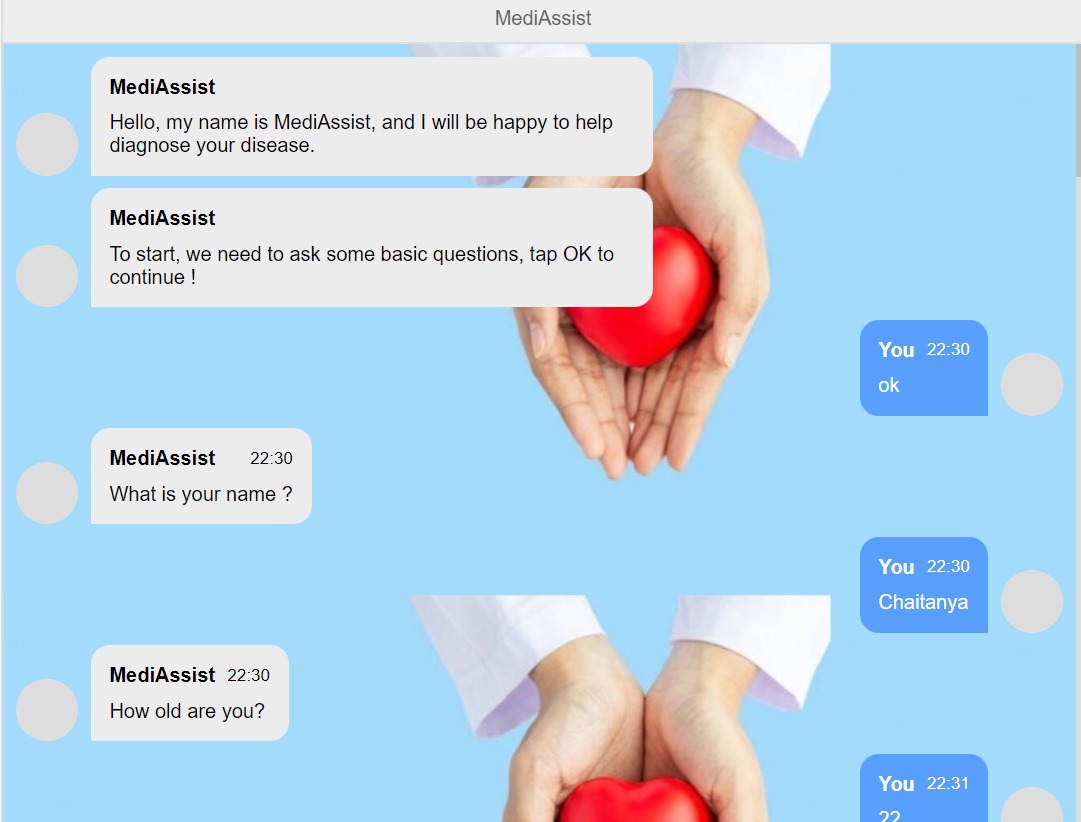 MediAssist
MediAssist
Hello, my name is MediAssist, and I will be happy to help
diagnose your disease.
MediAssist
To start, we need to ask some basic questions, tap OK to
continue !
You 22:30
ok
MediAssist 22:30
What is your name ?
You 22:30
Chaitanya
MediAssist 22:30
How old are you?
You 22:31
22